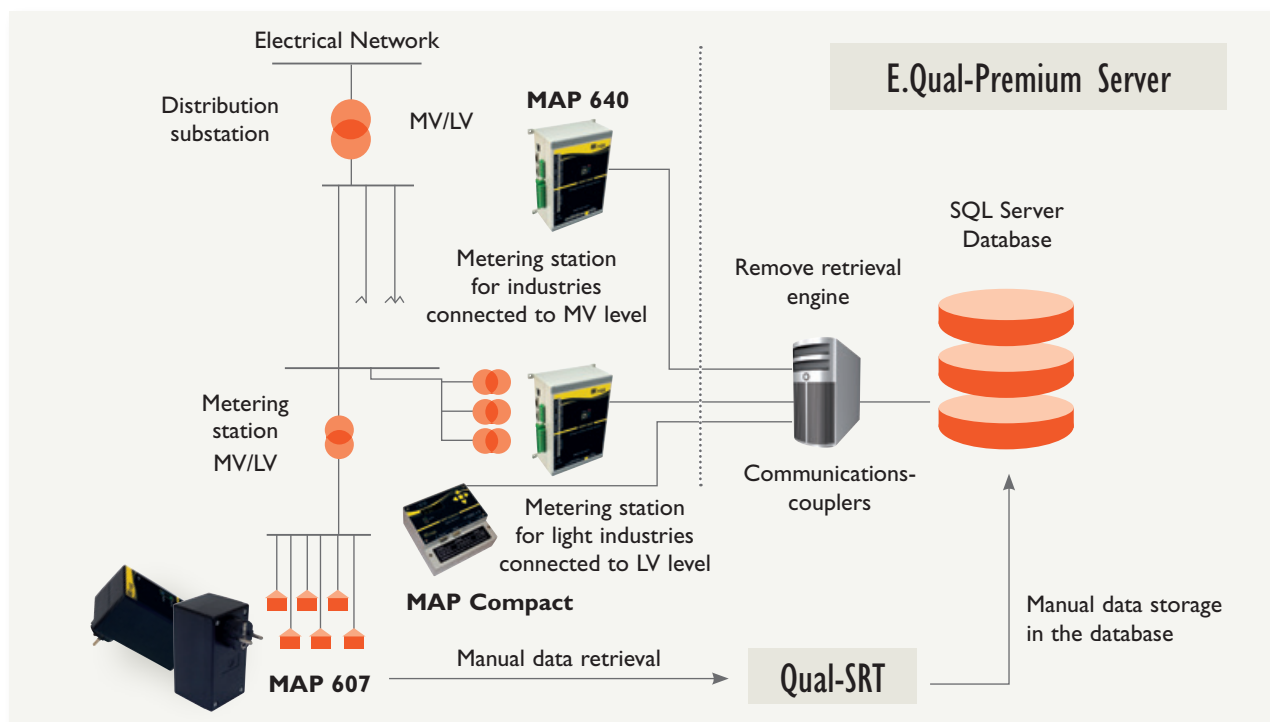 Electrical Network
E.Qual-Premium Server
MAP 640
Distribution
substation
MV/LV
SQL Server
Database
Metering station
for industries
connected to MV level
Remove retrieval
engine
Metering
station
MV/LV
Communications-
couplers
Metering station
for light industries
connected to LV level
MAP Compact
Manual data storage
in the database
Manual data retrieval
Qual-SRT
MAP 607